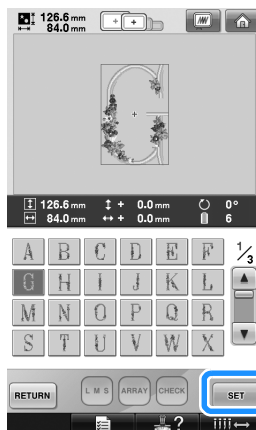 126.6 mm
84.0 mm
126.6 mm + 0.0 mm 0°
84.0 mm + 0.0 mm 6
A B C D E F 1/3
G H I J K L
M N O P Q R
S T U V W X
RETURN L M S ARRAY CHECK SET
?